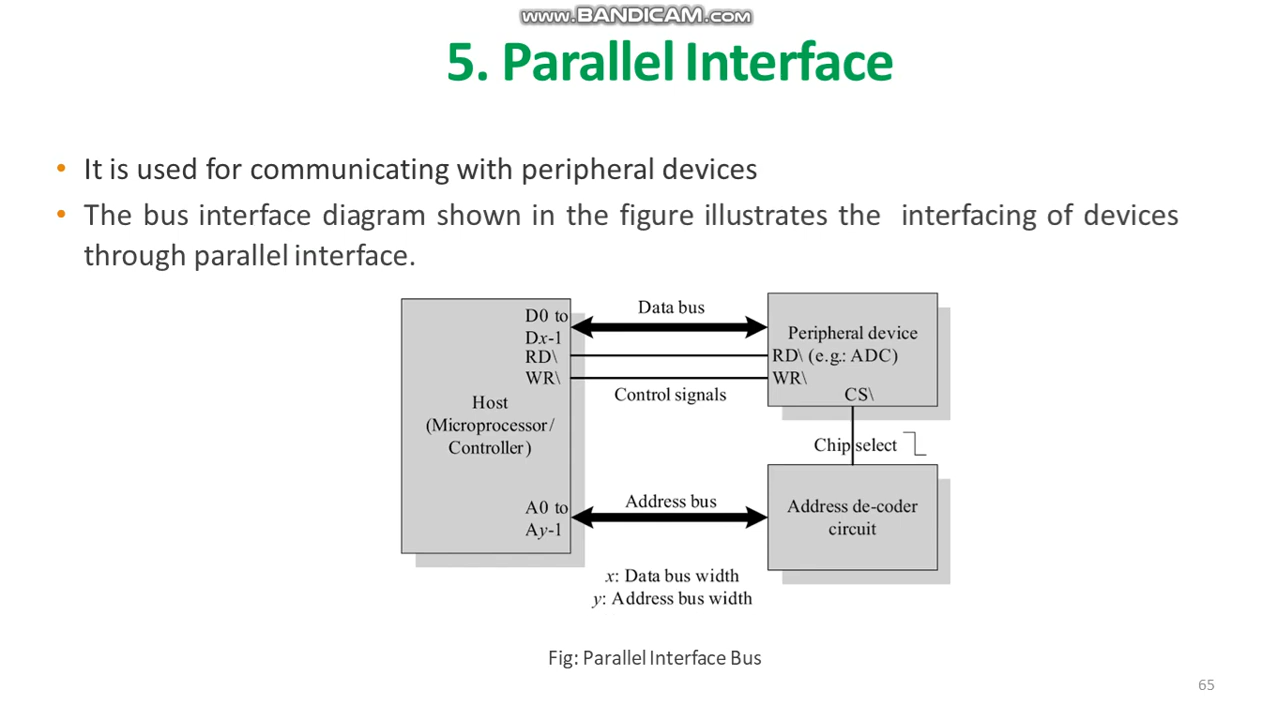 www.BANDICAM.com
5. Parallel Interface
• It is used for communicating with peripheral devices
• The bus interface diagram shown in the figure illustrates the interfacing of devices
through parallel interface.
D0 to
Dx-1
RD\
WR\
Host
(Microprocessor/
Controller)
A0 to
Ay-1
Data bus
Control signals
Peripheral device
RD\ (e.g.: ADC)
WR\
CS\
Chip select
Address bus
Address de-coder
circuit
x: Data bus width
y: Address bus width
Fig: Parallel Interface Bus
65